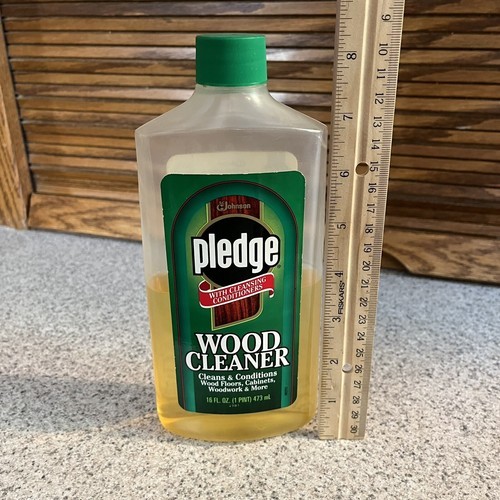 SC Johnson
pledge
WITH CLEANSING
CONDITIONERS
WOOD
CLEANER
Cleans & Conditions
Wood Floors, Cabinets,
Woodwork & More
16 FL. OZ. (1 PINT) 473 mL
9
8
7
6
5
4
3
2
1
FISKARS
10
11
12
13
14
15
16
17
18
19
20
21
22
23
24
25
26
27
28
29
30